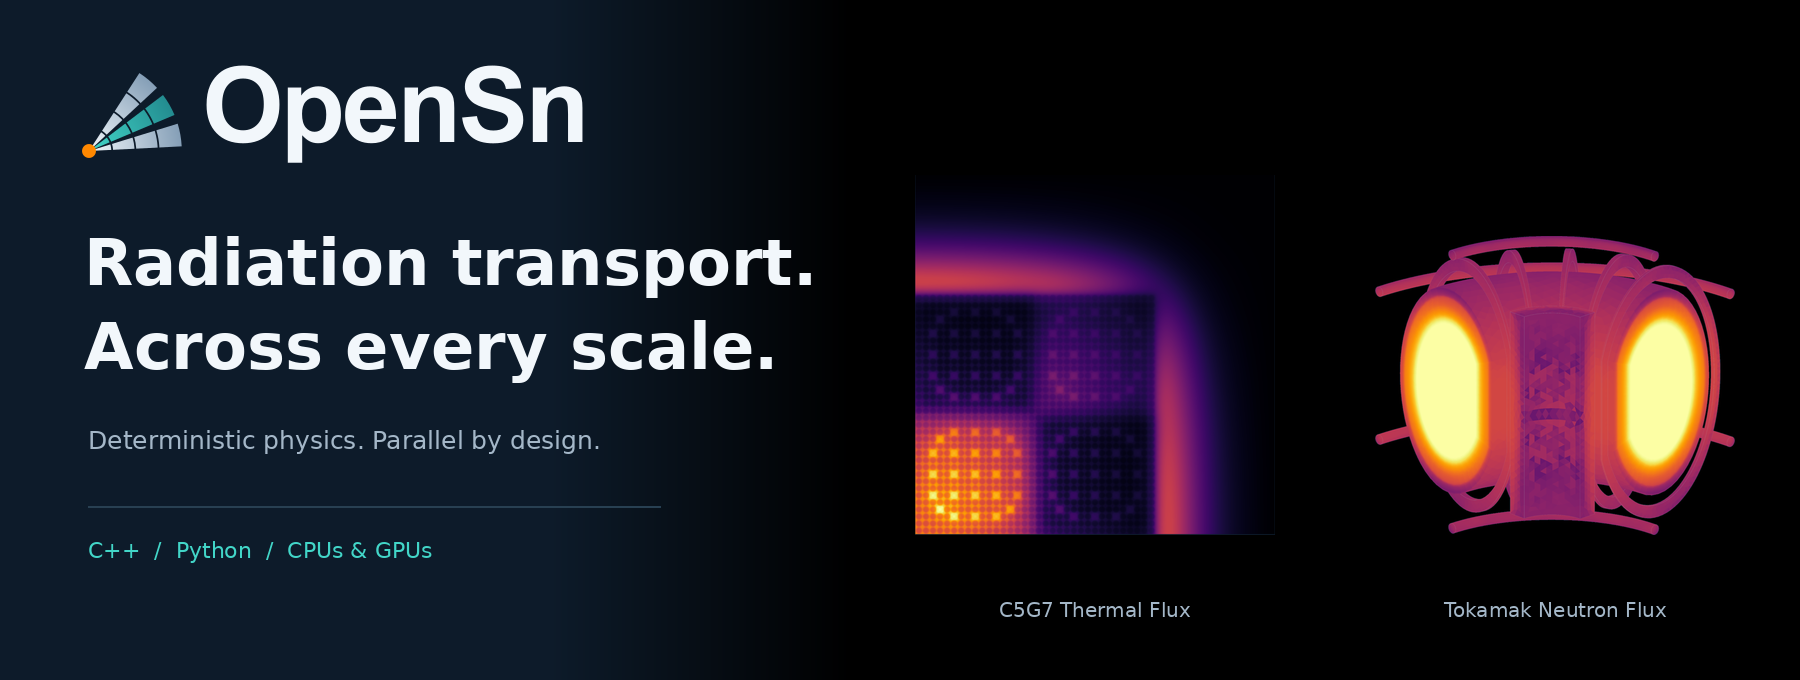 OpenSn
Radiation transport.
Across every scale.
Deterministic physics. Parallel by design.
C++ / Python / CPUs & GPUs
C5G7 Thermal Flux
Tokamak Neutron Flux